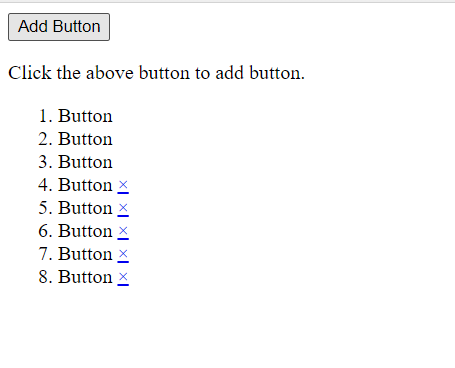 Add Button
Click the above button to add button.
1. Button
2. Button
3. Button
4. Button ×
5. Button ×
6. Button ×
7. Button ×
8. Button ×